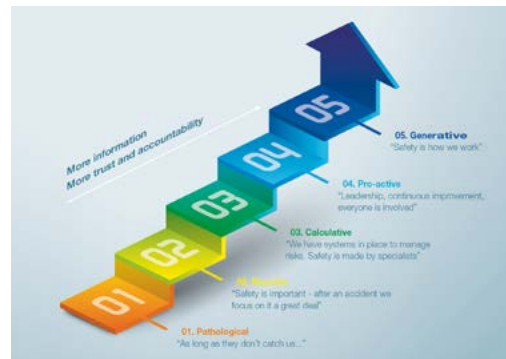 05
04
03
02
01
More information
More trust and accountability
05. Generative
"Safety is how we work"
04. Pro-active
"Leadership, continuous improvement,
everyone is involved"
03. Calculative
"We have systems in place to manage
risks. Safety is made by specialists"
02. Reactive
"Safety is important - after an accident we
focus on it a great deal"
01. Pathological
"As long as they don't catch us..."